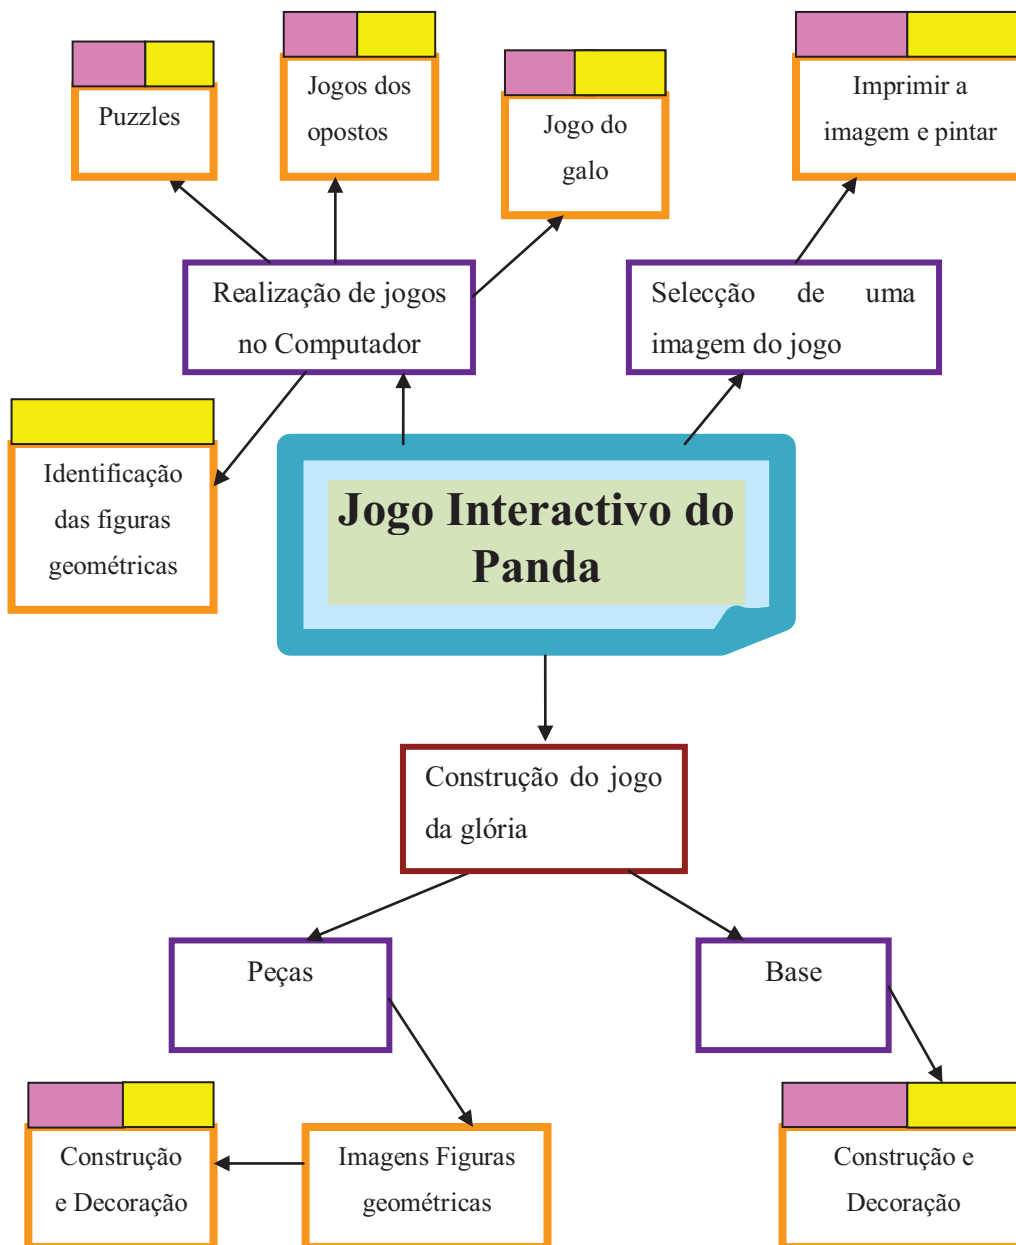 Puzzles
Jogos dos
opostos
Jogo do
galo
Imprimir a
imagem e pintar
Realização de jogos
no Computador
Selecção de uma
imagem do jogo
Identificação
das figuras
geométricas
Jogo Interactivo do
Panda
Construção do jogo
da glória
Peças
Base
Construção
e Decoração
Imagens Figuras
geométricas
Construção e
Decoração